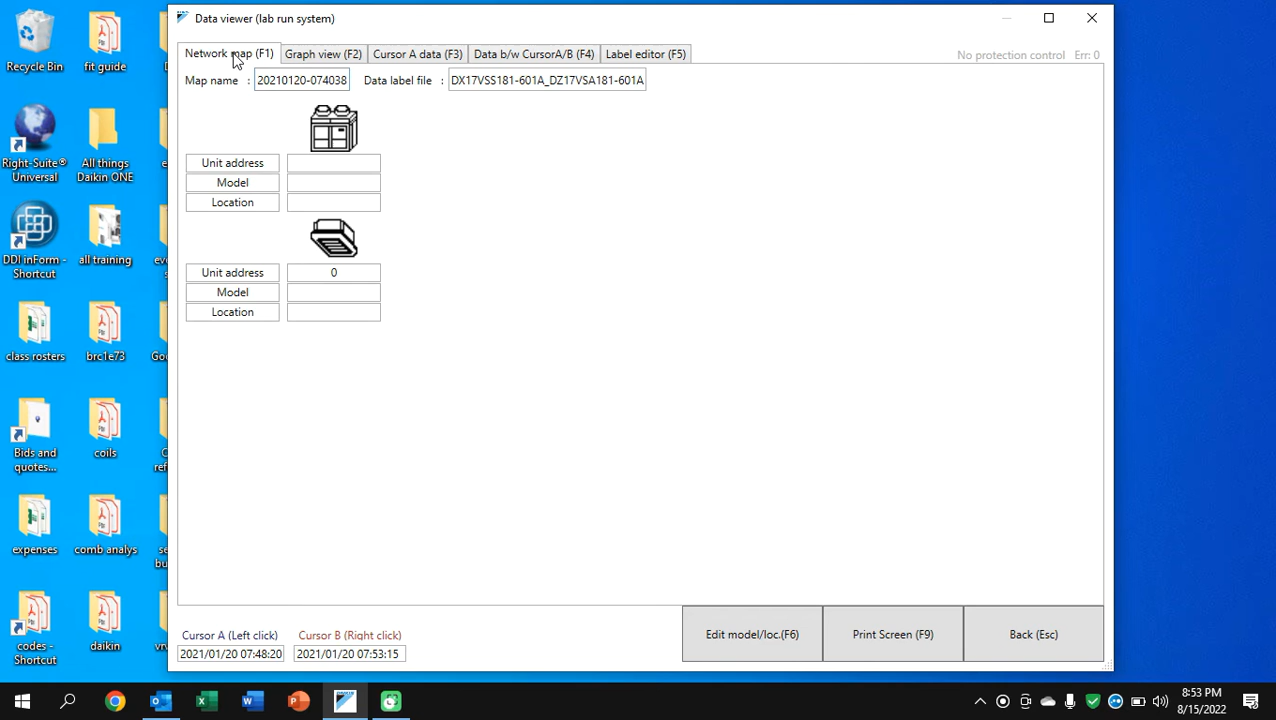 Data viewer (lab run system)
Network map (F1)
Graph view (F2)
Cursor A data (F3)
Data b/w CursorA/B (F4)
Label editor (F5)
No protection control
Err: 0
Map name :
20210120-074038
Data label file :
DX17VSS181-601A_DZ17VSA181-601A
Unit address
Model
Location
Unit address
0
Model
Location
Cursor A (Left click)
Cursor B (Right click)
2021/01/20 07:48:20
2021/01/20 07:53:15
Edit model/loc.(F6)
Print Screen (F9)
Back (Esc)
Recycle Bin
fit guide
Right-Suite®
Universal
All things
Daikin ONE
DDI inForm -
Shortcut
all training
class rosters
brc1e73
Bids and
quotes...
coils
expenses
comb analys
codes -
Shortcut
daikin
8:53 PM
8/15/2022